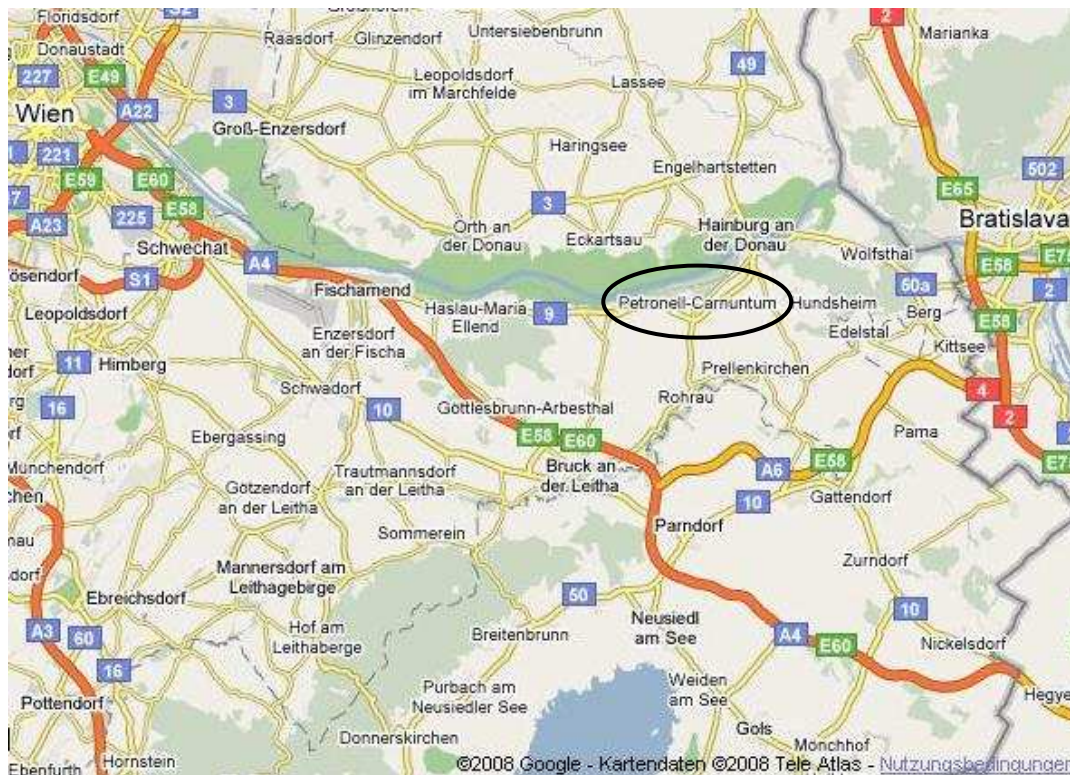 Floridsdorf
S2
Raasdorf
Glinzendorf
Untersiebenbrunn
2
Marianka
Donaustadt
227
E49
A22
3
Leopoldsdorf
im Marchfelde
Lassee
49
Wien
Groß-Enzersdorf
221
E59
E60
Haringsee
Engelhartstetten
502
E65
A23
225
E58
Orth an
der Donau
3
Eckartsau
Hainburg an
der Donau
Bratislava
Schwechat
A4
Wolfsthal
E58
S1
Fischamend
Haslau-Maria
Ellend
9
Petronell-Carnuntum
Hundsheim
50a
2
Leopoldsdorf
Enzersdorf
an der Fischa
Berg
Edelstal
E58
Kittsee
11
Himberg
Schwadorf
Prellenkirchen
4
16
10
Göttlesbrunn-Arbesthal
Rohrau
2
Ebergassing
E58
E60
Pama
Trautmannsdorf
an der Leitha
Bruck an
der Leitha
A6
E58
Götzendorf
an der Leitha
10
Gattendorf
Sommerein
Parndorf
Mannersdorf am
Leithagebirge
Zurndorf
Ebreichsdorf
50
10
A3
60
Hof am
Leithaberge
Breitenbrunn
Neusiedl
am See
A4
E60
Nickelsdorf
16
Pottendorf
Purbach am
Neusiedler See
Weiden
am See
Gols
Donnerskirchen
Mönchhof
Hornstein
©2008 Google - Kartendaten ©2008 Tele Atlas - Nutzungsbedingungen